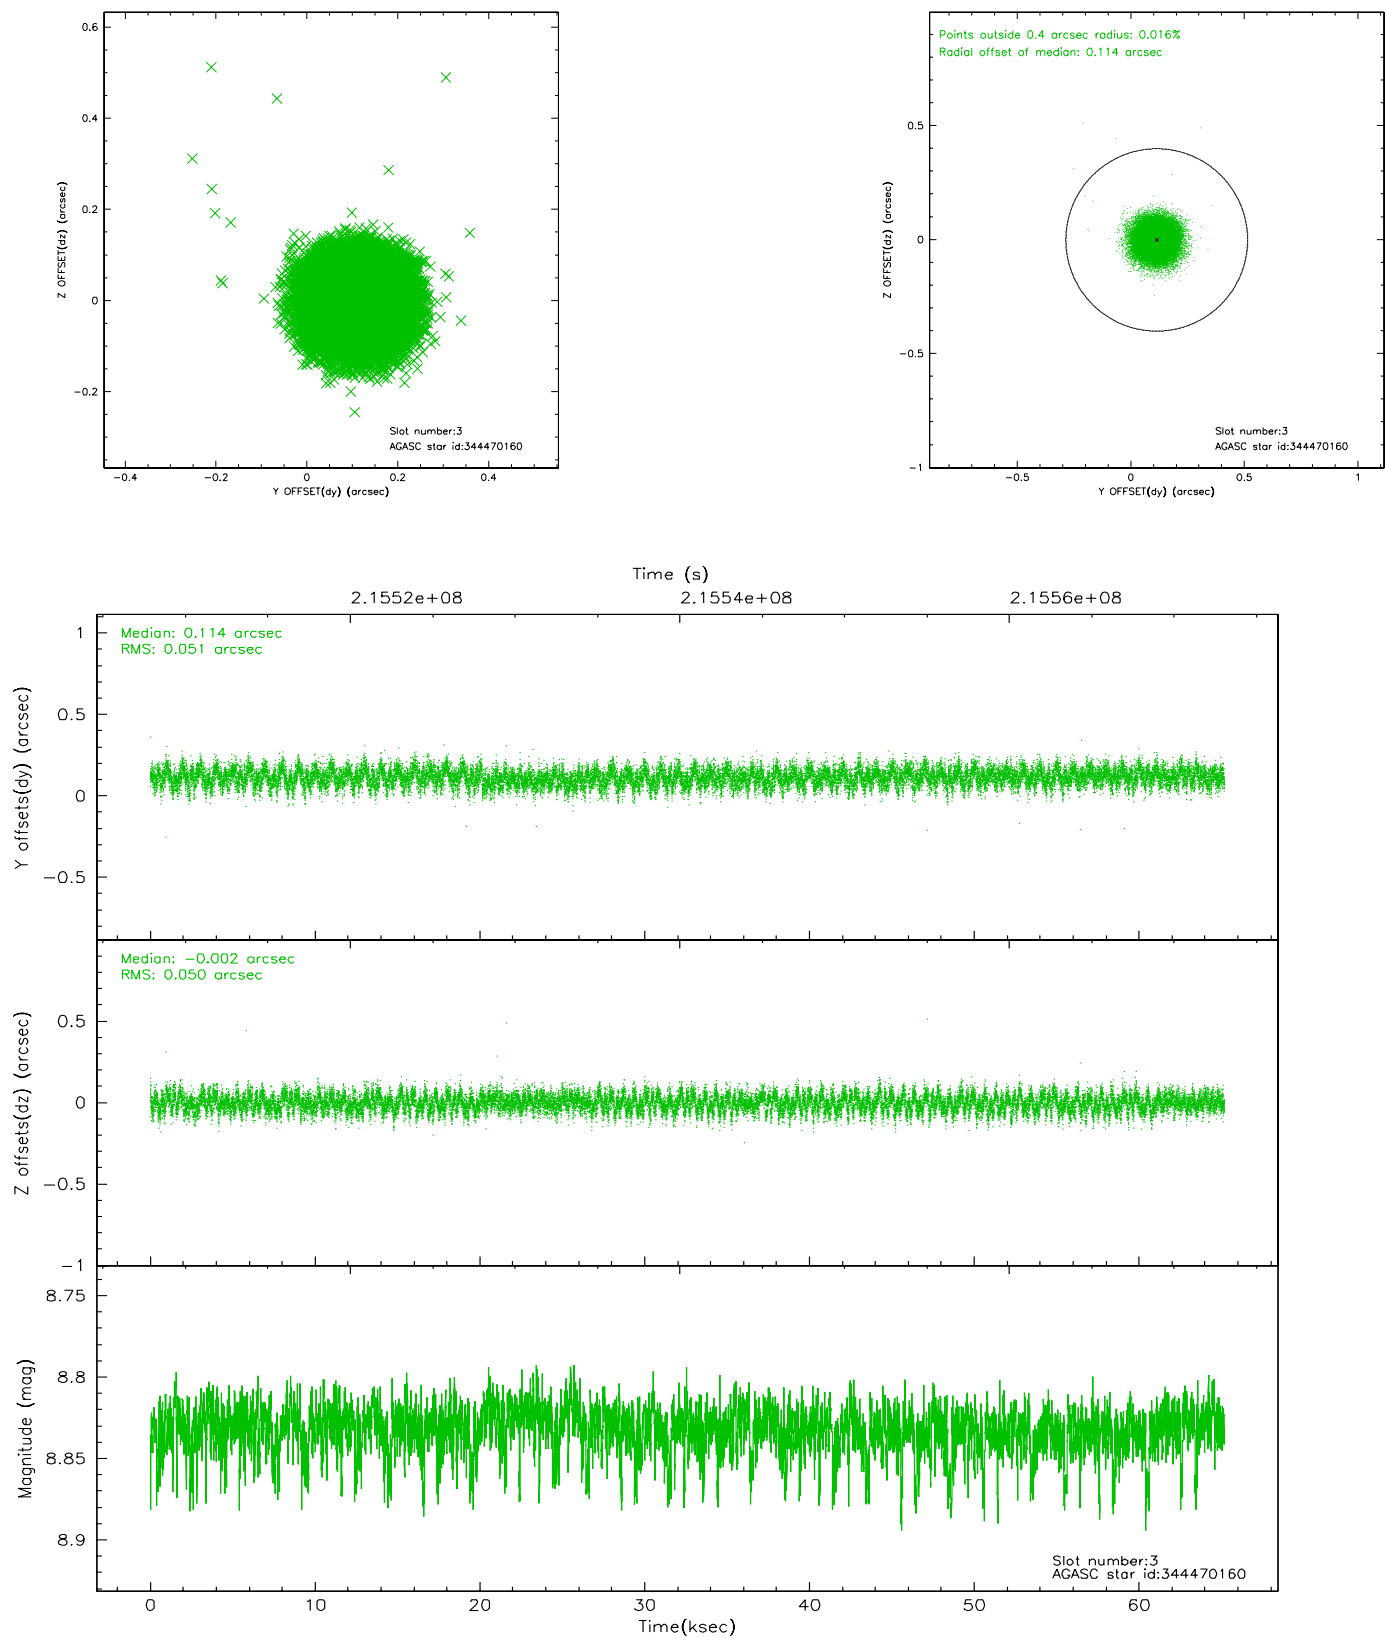 0.6
0.4
0.2
0
−0.2
Z OFFSET(dz) (arcsec)
Slot number:3
AGASC star id:344470160
−0.4
−0.2
0
0.2
0.4
Y OFFSET(dy) (arcsec)
Points outside 0.4 arcsec radius: 0.016%
Radial offset of median: 0.114 arcsec
0.5
0
−0.5
−1
Z OFFSET(dz) (arcsec)
Slot number:3
AGASC star id:344470160
−0.5
0
0.5
1
Y OFFSET(dy) (arcsec)
Time (s)
2.1552e+08
2.1554e+08
2.1556e+08
Median: 0.114 arcsec
RMS: 0.051 arcsec
1
0.5
0
−0.5
Y offsets(dy) (arcsec)
Median: −0.002 arcsec
RMS: 0.050 arcsec
0.5
0
−0.5
−1
Z offsets(dz) (arcsec)
8.75
8.8
8.85
8.9
Magnitude (mag)
Slot number:3
AGASC star id:344470160
0
10
20
30
40
50
60
Time(ksec)